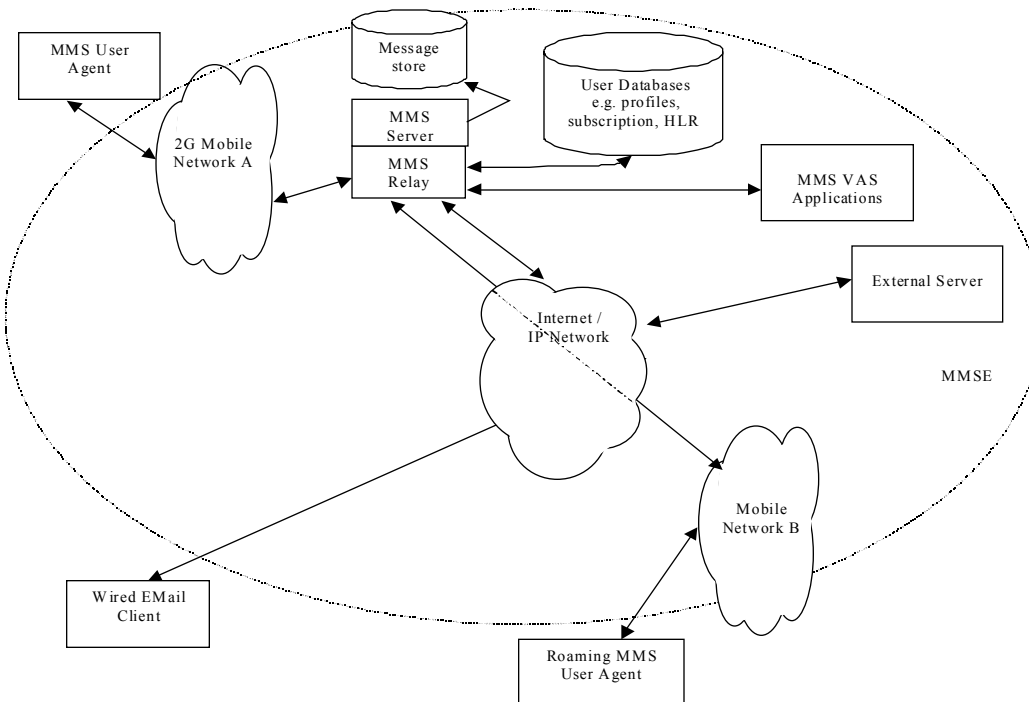 MMS User
Agent
Message
store
User Databases
e.g. profiles,
subscription, HLR
2G Mobile
Network A
MMS
Server
MMS
Relay
MMS VAS
Applications
External Server
Internet /
IP Network
MMSE
Mobile
Network B
Wired EMail
Client
Roaming MMS
User Agent